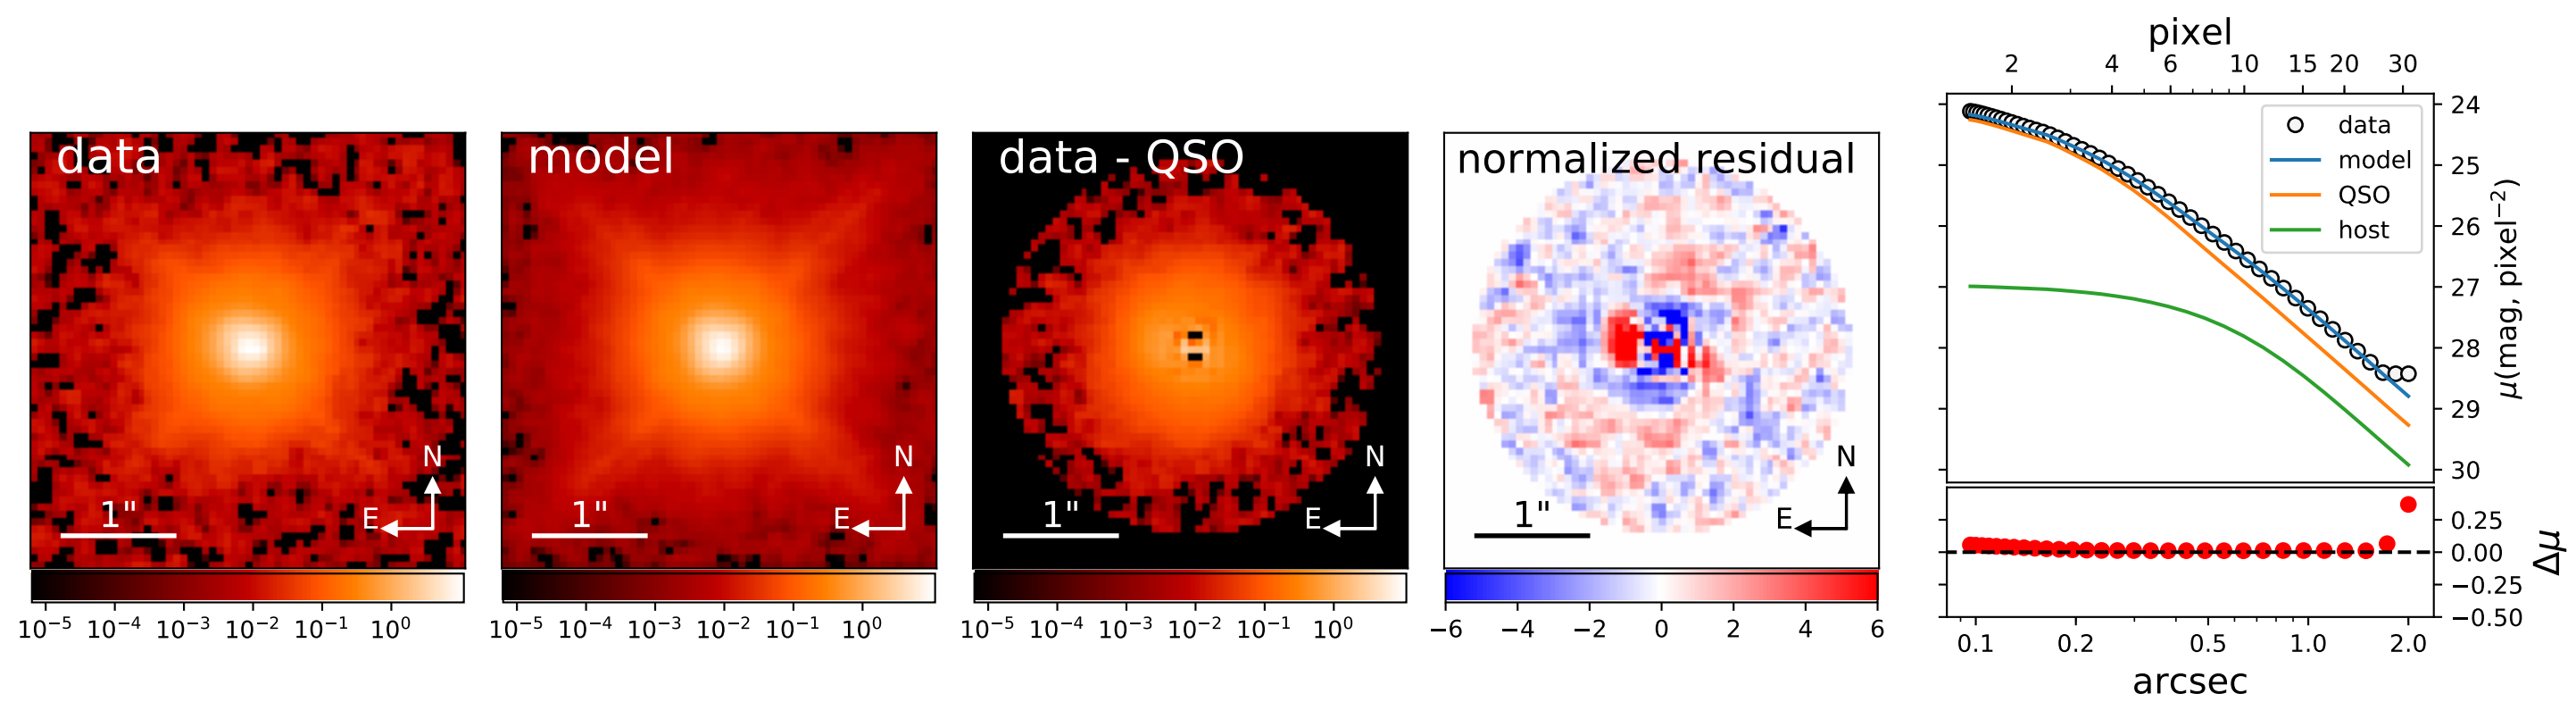 data
N
E
1"
10⁻⁵ 10⁻⁴ 10⁻³ 10⁻² 10⁻¹ 10⁰
model
N
E
1"
10⁻⁵ 10⁻⁴ 10⁻³ 10⁻² 10⁻¹ 10⁰
data - QSO
N
E
1"
10⁻⁵ 10⁻⁴ 10⁻³ 10⁻² 10⁻¹ 10⁰
normalized residual
N
E
1"
−6 −4 −2 0 2 4 6
pixel
2 4 6 10 15 20 30
data
model
QSO
host
24
25
26
27
28
29
30
μ(mag, pixel⁻²)
0.25
0.00
−0.25
−0.50
Δμ
0.1 0.2 0.5 1.0 2.0
arcsec